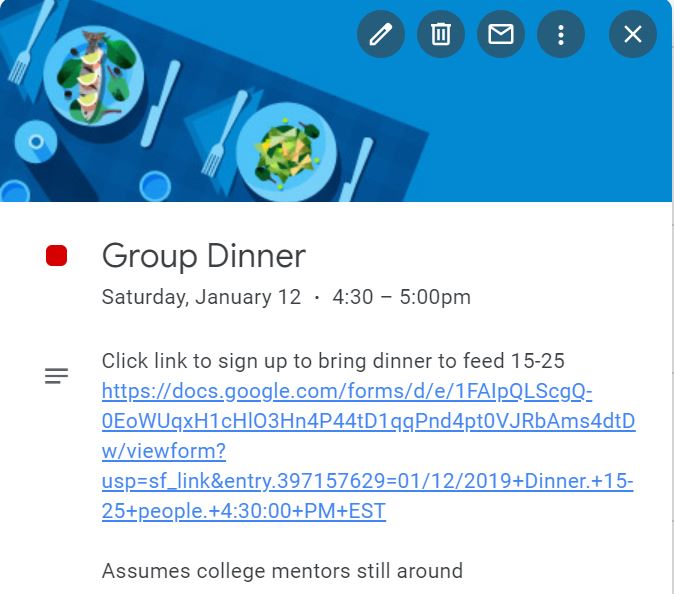 Group Dinner
Saturday, January 12 · 4:30 – 5:00pm
Click link to sign up to bring dinner to feed 15-25
https://docs.google.com/forms/d/e/1FAIpQLScgQ-
0EoWUqxH1cHlO3Hn4P44tD1qqPnd4pt0VJRbAms4dtD
w/viewform?
usp=sf_link&entry.397157629=01/12/2019+Dinner.+15-
25+people.+4:30:00+PM+EST
Assumes college mentors still around